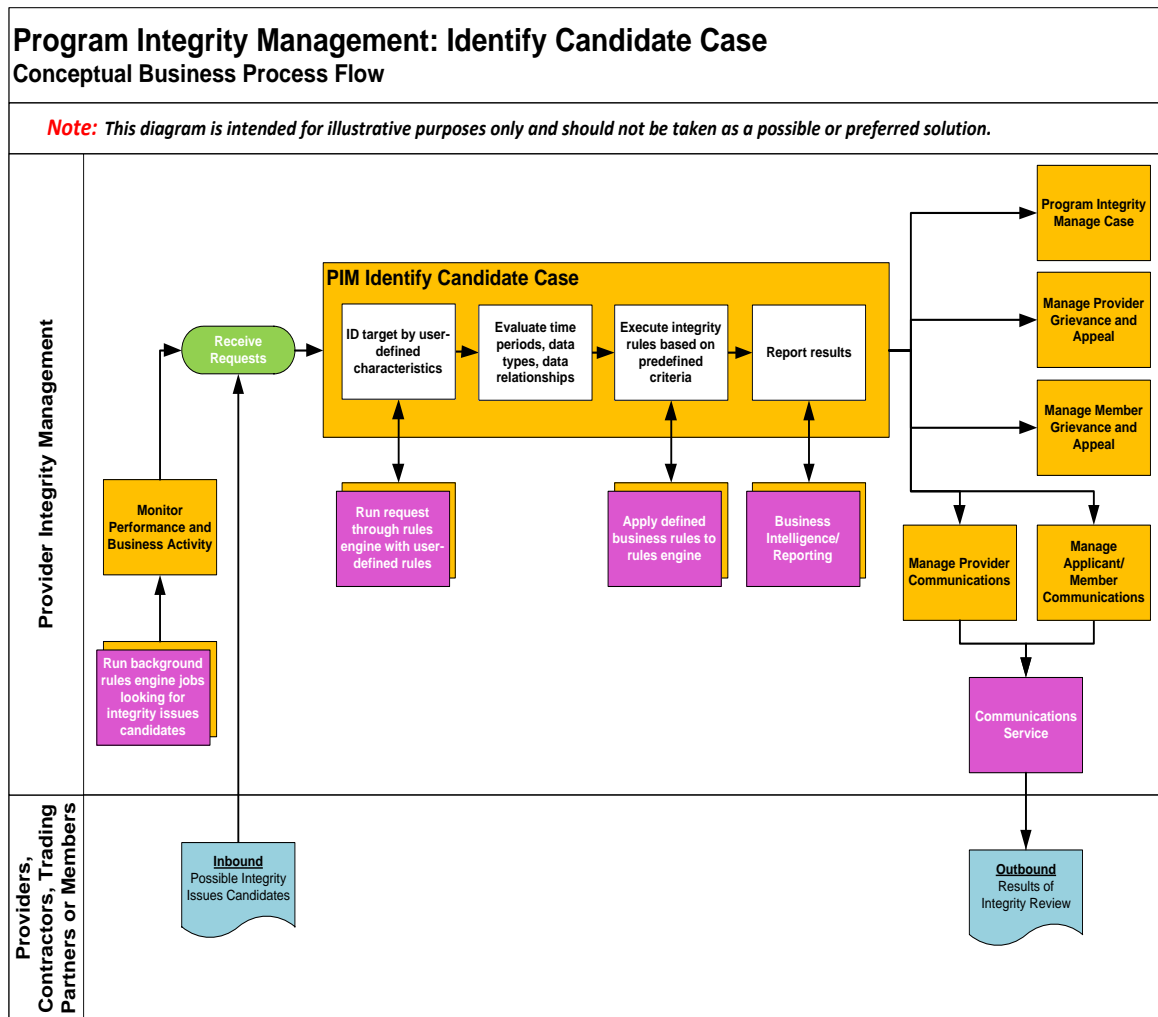 Program Integrity Management: Identify Candidate Case
Conceptual Business Process Flow
Note: This diagram is intended for illustrative purposes only and should not be taken as a possible or preferred solution.
Provider Integrity Management
Receive
Requests
PIM Identify Candidate Case
ID target by user-
defined
characteristics
Evaluate time
periods, data
types, data
relationships
Execute integrity
rules based on
predefined
criteria
Report results
Program Integrity
Manage Case
Manage Provider
Grievance and
Appeal
Manage Member
Grievance and
Appeal
Monitor
Performance and
Business Activity
Run request
through rules
engine with user-
defined rules
Apply defined
business rules to
rules engine
Business
Intelligence/
Reporting
Manage Provider
Communications
Manage
Applicant/
Member
Communications
Run background
rules engine jobs
looking for
integrity issues
candidates
Communications
Service
Providers,
Contractors, Trading
Partners or Members
Inbound
Possible Integrity
Issues Candidates
Outbound
Results of
Integrity Review